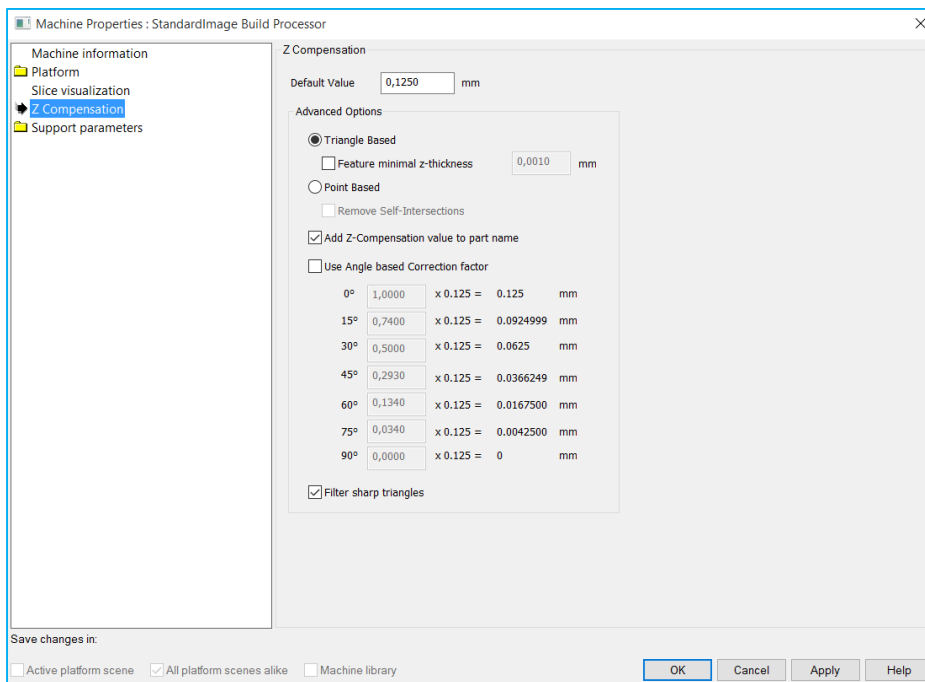 Machine Properties : StandardImage Build Processor
Machine information
Platform
Slice visualization
Z Compensation
Support parameters
Z Compensation
Default Value 0,1250 mm
Advanced Options
Triangle Based
Feature minimal z-thickness 0,0010 mm
Point Based
Remove Self-Intersections
Add Z-Compensation value to part name
Use Angle based Correction factor
0° 1,0000 x 0.125 = 0.125 mm
15° 0,7400 x 0.125 = 0.0924999 mm
30° 0,5000 x 0.125 = 0.0625 mm
45° 0,2930 x 0.125 = 0.0366249 mm
60° 0,1340 x 0.125 = 0.0167500 mm
75° 0,0340 x 0.125 = 0.0042500 mm
90° 0,0000 x 0.125 = 0 mm
Filter sharp triangles
Save changes in:
Active platform scene All platform scenes alike Machine library OK Cancel Apply Help